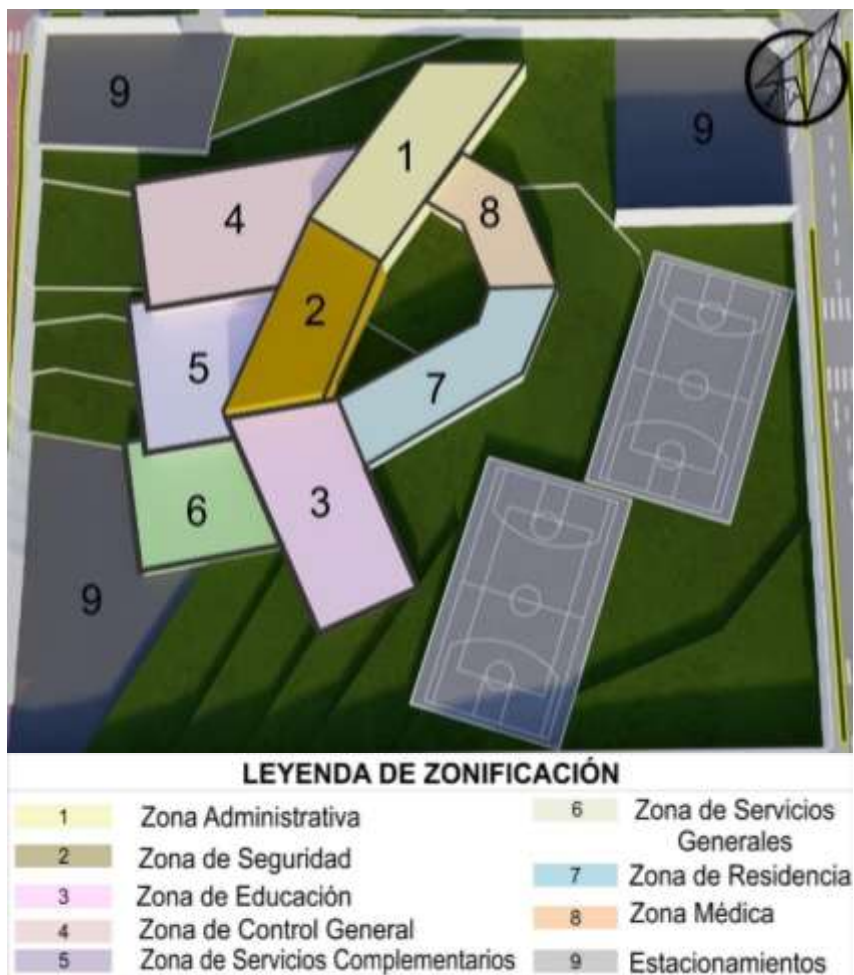 9
1
9
8
4
2
5
7
6
3
9
LEYENDA DE ZONIFICACIÓN
1 Zona Administrativa
2 Zona de Seguridad
3 Zona de Educación
4 Zona de Control General
5 Zona de Servicios Complementarios
6 Zona de Servicios
Generales
7 Zona de Residencia
8 Zona Médica
9 Estacionamientos